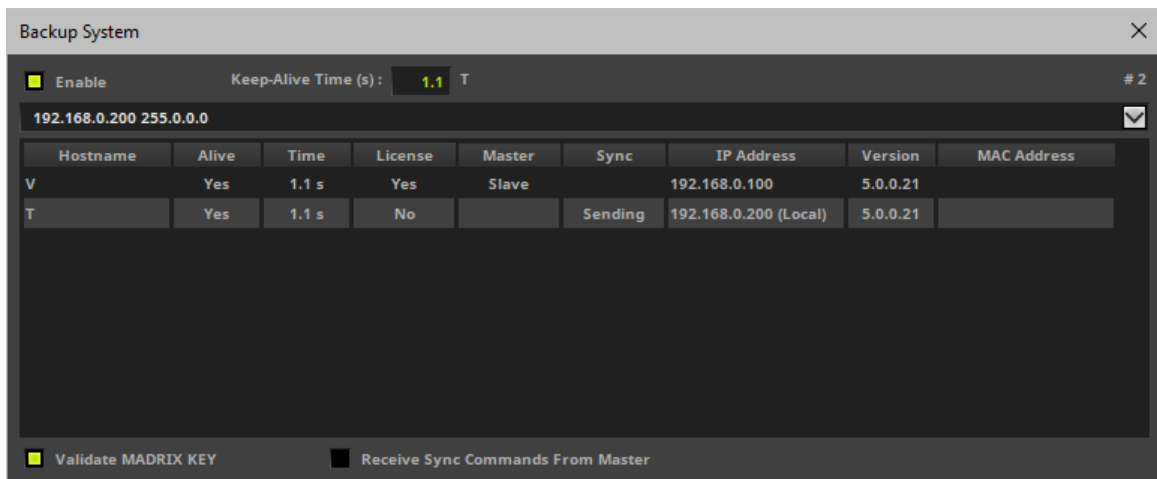 Backup System
Enable Keep-Alive Time (s) : 1.1 T # 2
192.168.0.200 255.0.0.0
Hostname Alive Time License Master Sync IP Address Version MAC Address
V Yes 1.1 s Yes Slave 192.168.0.100 5.0.0.21
T Yes 1.1 s No Sending 192.168.0.200 (Local) 5.0.0.21
Validate MADRIX KEY Receive Sync Commands From Master